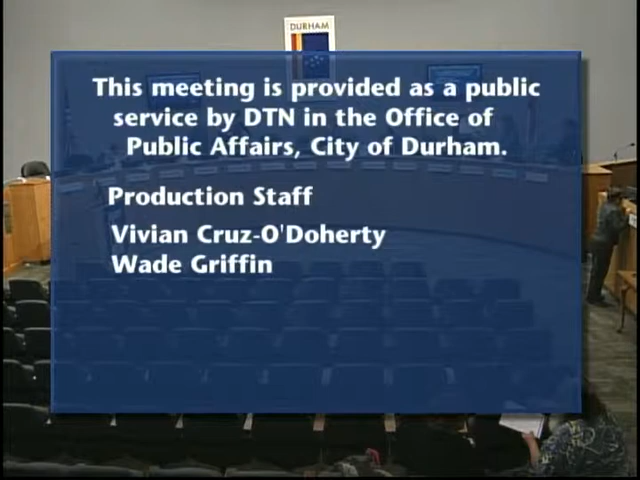 DURHAM
This meeting is provided as a public
service by DTN in the Office of
Public Affairs, City of Durham.
Production Staff
Vivian Cruz-O'Doherty
Wade Griffin